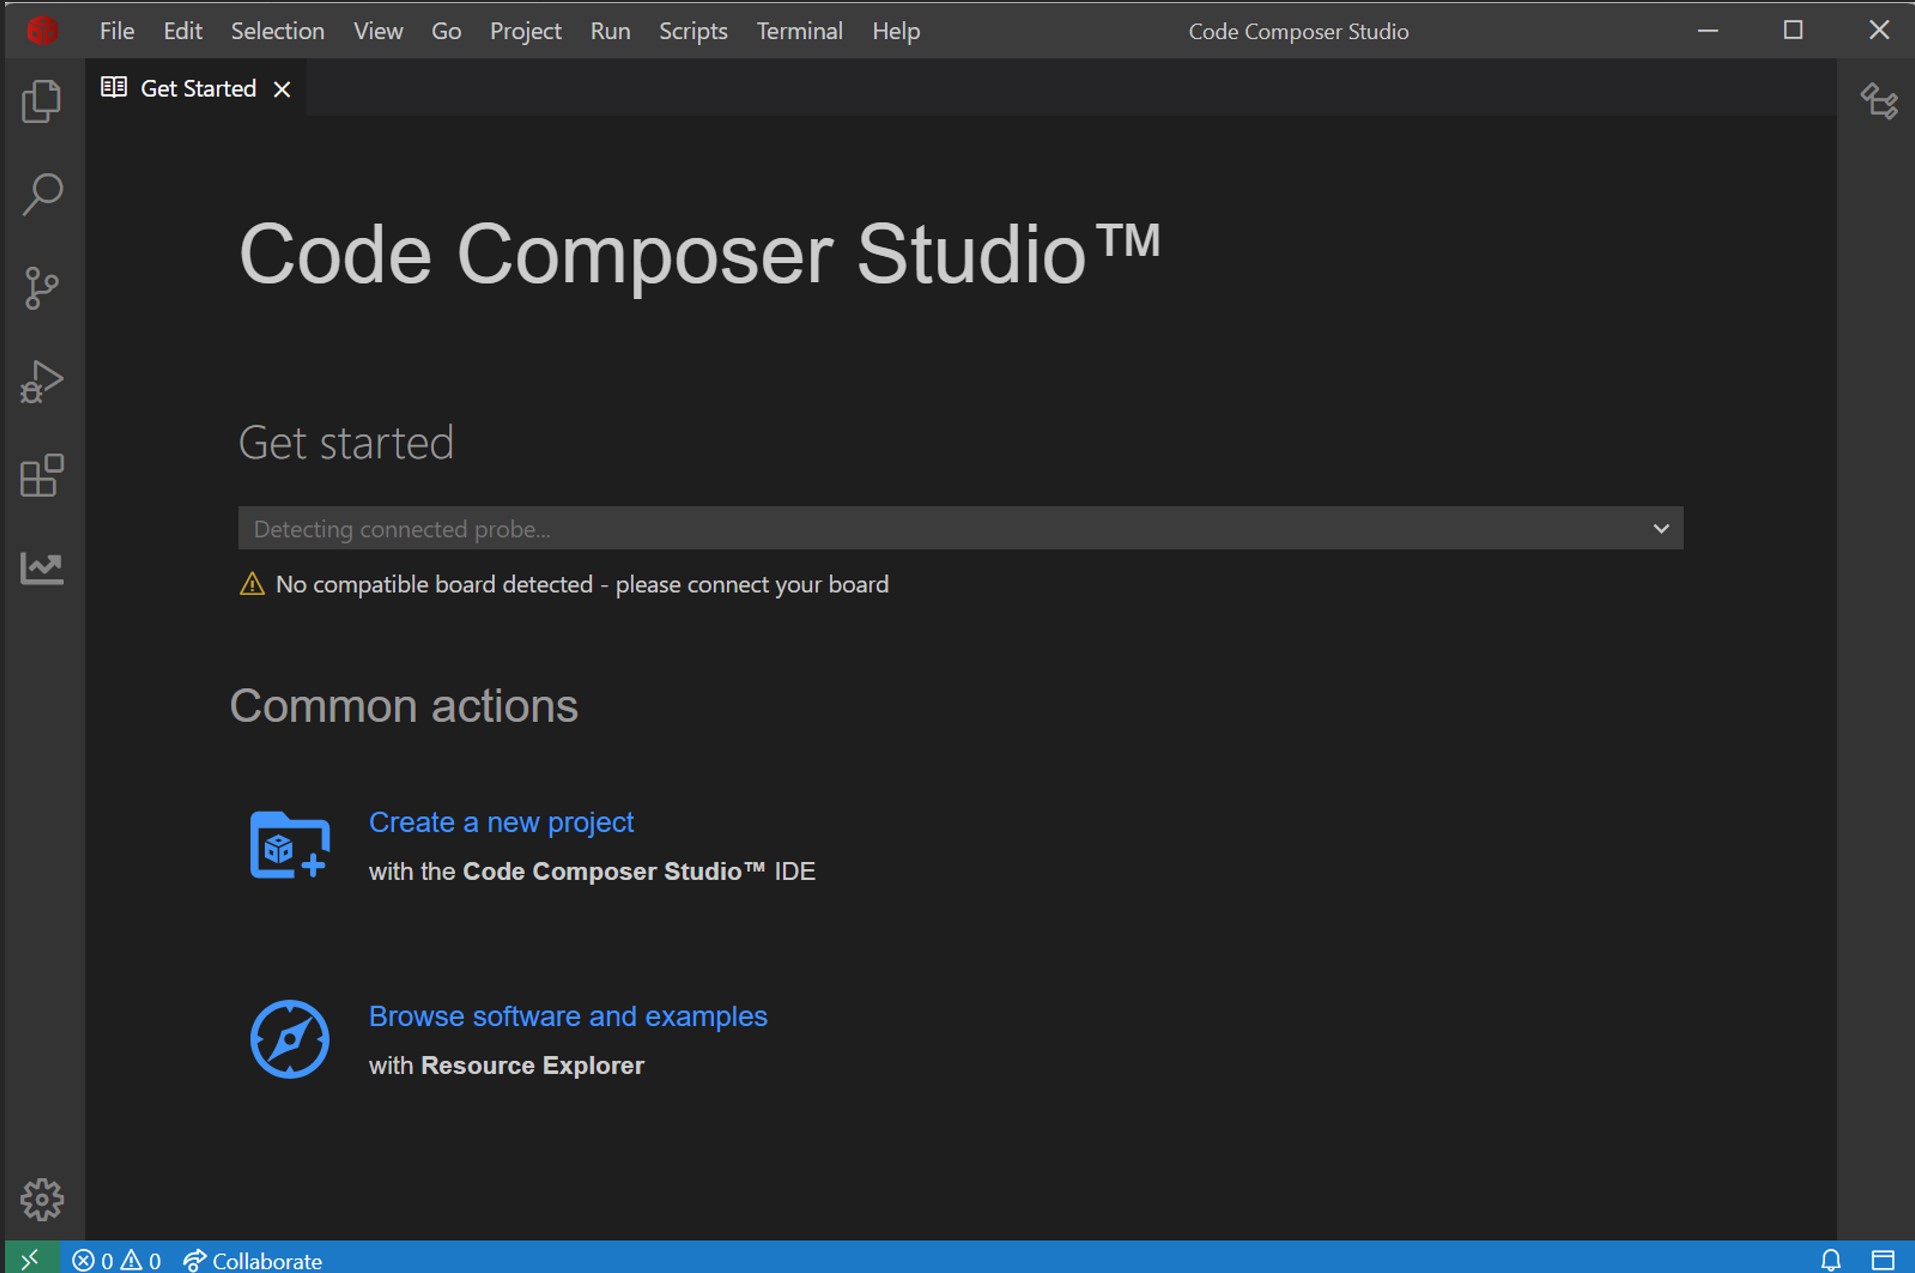 File Edit Selection View Go Project Run Scripts Terminal Help Code Composer Studio
Get Started
Code Composer Studio™
Get started
Detecting connected probe...
No compatible board detected - please connect your board
Common actions
Create a new project
with the Code Composer Studio™ IDE
Browse software and examples
with Resource Explorer
0 0 Collaborate